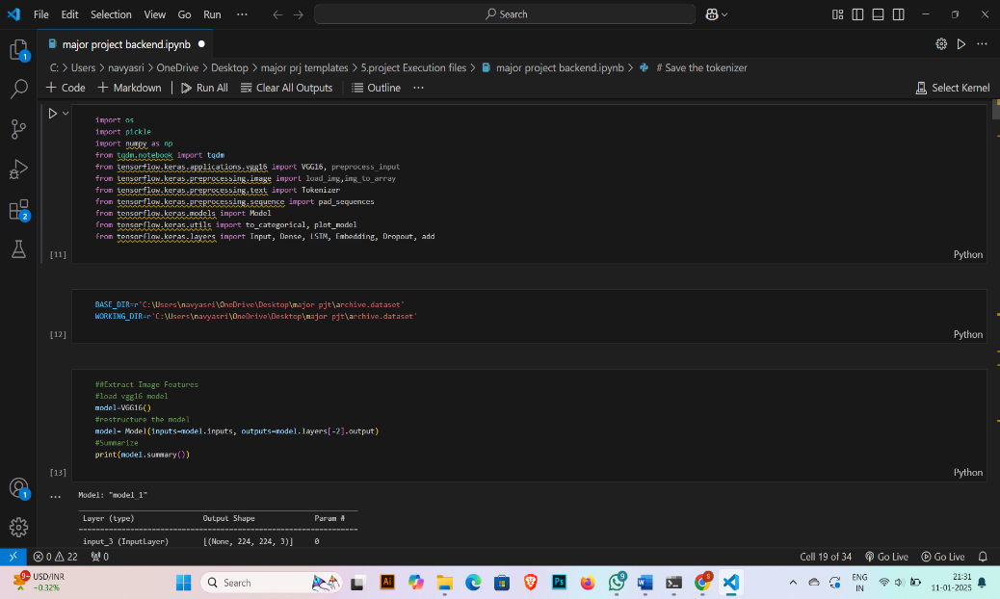 File Edit Selection View Go Run ··· Search
major project backend.ipynb
C: > Users > navyasri > OneDrive > Desktop > major prj templates > 5.project Execution files > major project backend.ipynb > # Save the tokenizer
+ Code + Markdown Run All Clear All Outputs Outline ··· Select Kernel
import os
import pickle
import numpy as np
from tqdm.notebook import tqdm
from tensorflow.keras.applications.vgg16 import VGG16, preprocess_input
from tensorflow.keras.preprocessing.image import load_img,img_to_array
from tensorflow.keras.preprocessing.text import Tokenizer
from tensorflow.keras.preprocessing.sequence import pad_sequences
from tensorflow.keras.models import Model
from tensorflow.keras.utils import to_categorical, plot_model
from tensorflow.keras.layers import Input, Dense, LSTM, Embedding, Dropout, add
[11] Python
BASE_DIR=r'C:\Users\navyasri\OneDrive\Desktop\major pjt\archive.dataset'
WORKING_DIR=r'C:\Users\navyasri\OneDrive\Desktop\major pjt\archive.dataset'
[12] Python
##Extract Image Features
#load vgg16 model
model=VGG16()
#restructure the model
model= Model(inputs=model.inputs, outputs=model.layers[-2].output)
#Summarize
print(model.summary())
[13] Python
··· Model: "model_1"
Layer (type) Output Shape Param #
=================================================================
input_3 (InputLayer) [(None, 224, 224, 3)] 0
0 22 0 Cell 19 of 34 Go Live Go Live
USD/INR
-0.32%
Search
ENG
IN
21:31
11-01-2025